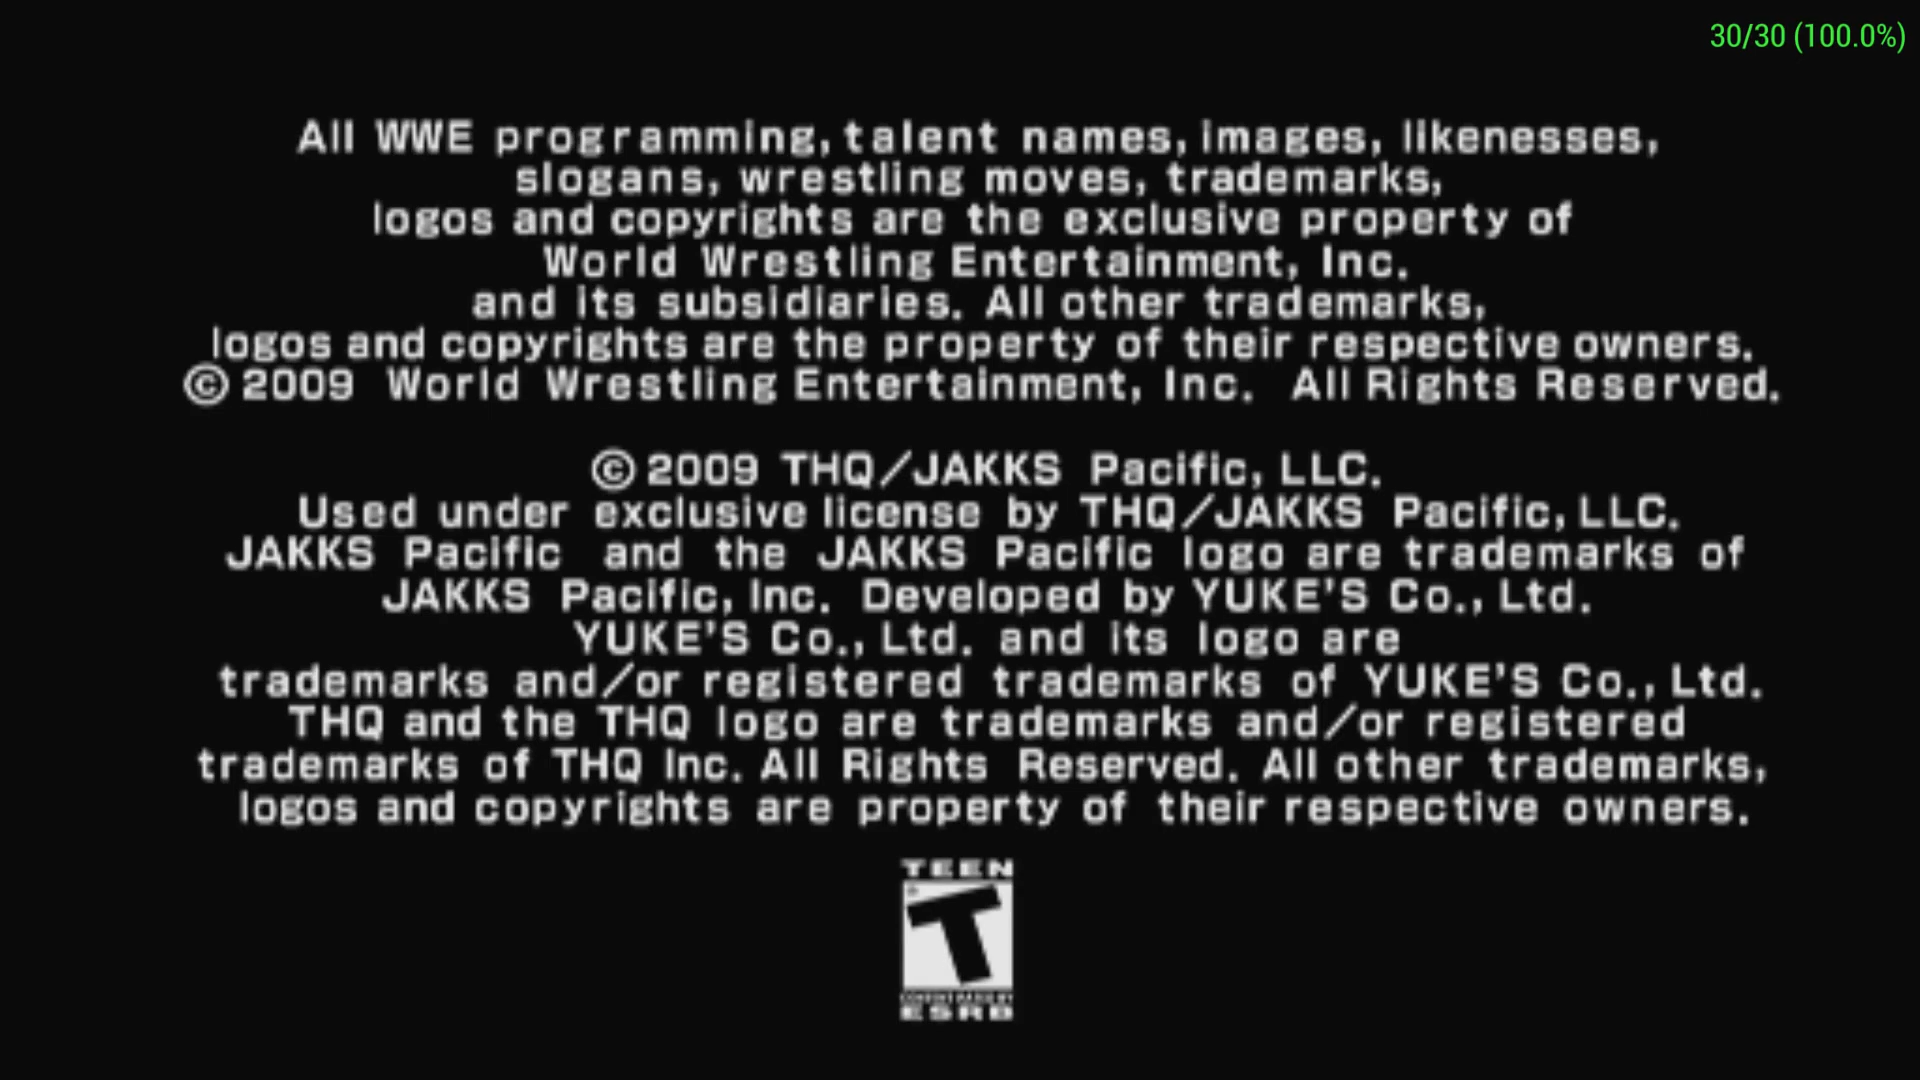 30/30 (100.0%)
All WWE programming, talent names, images, likenesses,
slogans, wrestling moves, trademarks,
logos and copyrights are the exclusive property of
World Wrestling Entertainment, Inc.
and its subsidiaries. All other trademarks,
logos and copyrights are the property of their respective owners.
© 2009 World Wrestling Entertainment, Inc. All Rights Reserved.
© 2009 THQ/JAKKS Pacific, LLC.
Used under exclusive license by THQ/JAKKS Pacific, LLC.
JAKKS Pacific and the JAKKS Pacific logo are trademarks of
JAKKS Pacific, Inc. Developed by YUKE'S Co., Ltd.
YUKE'S Co., Ltd. and its logo are
trademarks and/or registered trademarks of YUKE'S Co., Ltd.
THQ and the THQ logo are trademarks and/or registered
trademarks of THQ Inc. All Rights Reserved. All other trademarks,
logos and copyrights are property of their respective owners.
TEEN
T
CONTENT RATED BY
ESRB